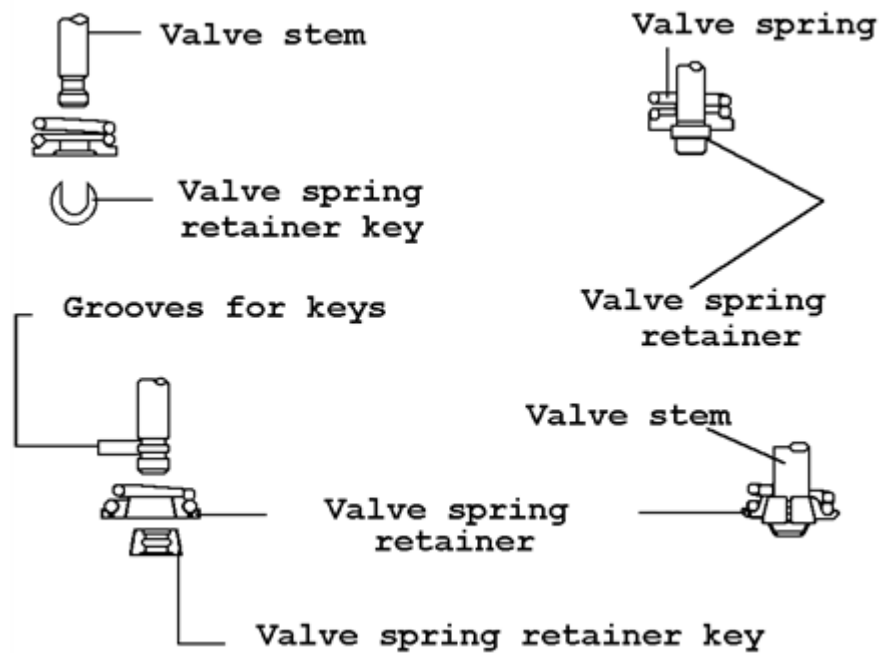 Valve stem
Valve spring
Valve spring
retainer key
Valve spring
retainer
Grooves for keys
Valve stem
Valve spring
retainer
Valve spring retainer key